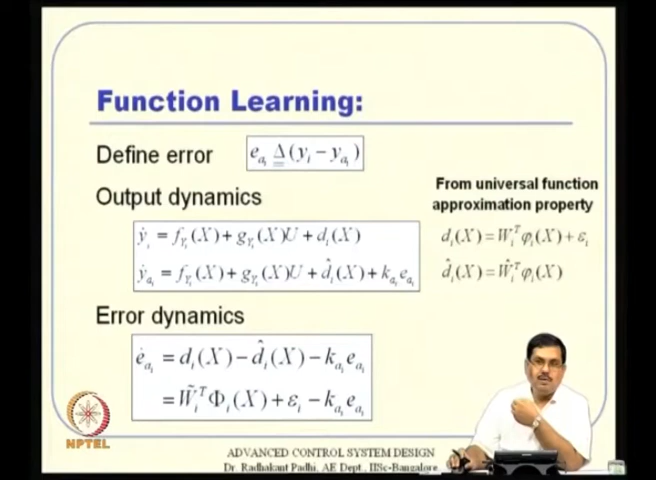 Function Learning:
Define error
e_{a_i} ≜ (y_i − y_{a_i})
Output dynamics
ẏ_i = f_{Y_i}(X) + g_{Y_i}(X)U + d_i(X)
ẏ_{a_i} = f_{Y_i}(X) + g_{Y_i}(X)U + d̂_i(X) + k_{a_i} e_{a_i}
From universal function
approximation property
d_i(X) = W_i^T φ_i(X) + ε_i
d̂_i(X) = Ŵ_i^T φ_i(X)
Error dynamics
ė_{a_i} = d_i(X) − d̂_i(X) − k_{a_i} e_{a_i}
= W̃_i^T Φ_i(X) + ε_i − k_{a_i} e_{a_i}
NPTEL
ADVANCED CONTROL SYSTEM DESIGN
Dr. Radhakant Padhi, AE Dept., IISc-Bangalore